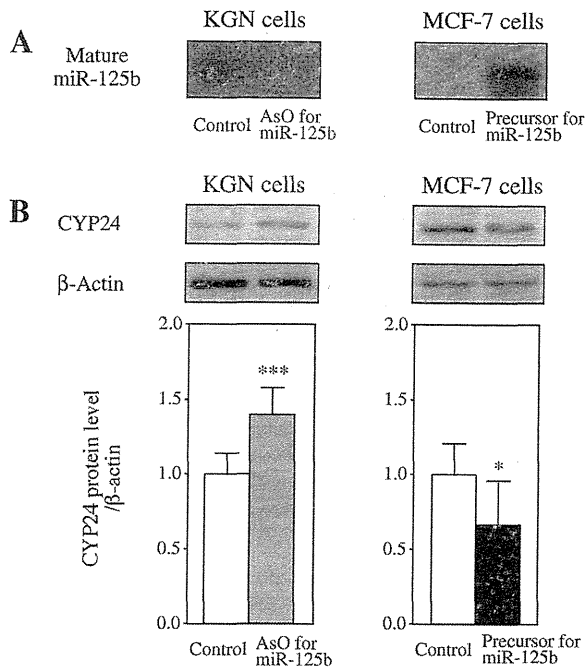 A
KGN cells
MCF-7 cells
Mature
miR-125b
Control
AsO for
miR-125b
Control
Precursor for
miR-125b
B
KGN cells
MCF-7 cells
CYP24
β-Actin
CYP24 protein level
/β-actin
2.0
1.5
1.0
0.5
0.0
***
Control
AsO for
miR-125b
2.0
1.5
1.0
0.5
0.0
*
Control
Precursor for
miR-125b